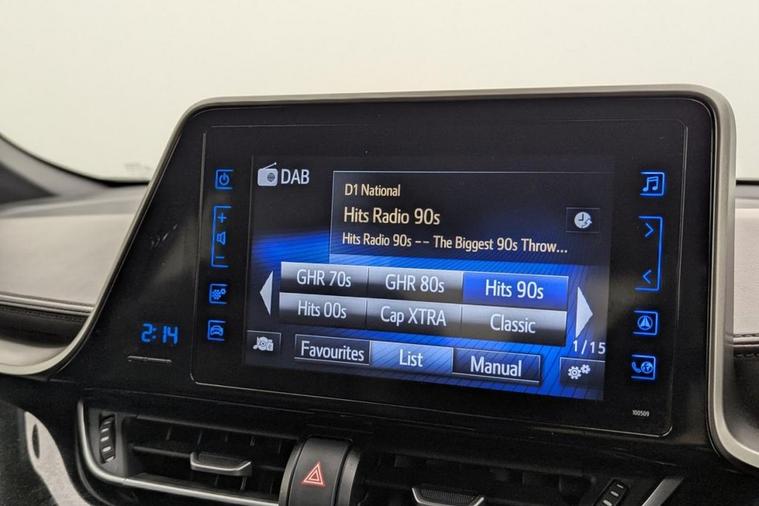 DAB
D1 National
Hits Radio 90s
Hits Radio 90s -- The Biggest 90s Throw...
GHR 70s GHR 80s Hits 90s
Hits 00s Cap XTRA Classic
1/15
Favourites List Manual
2:14
100509